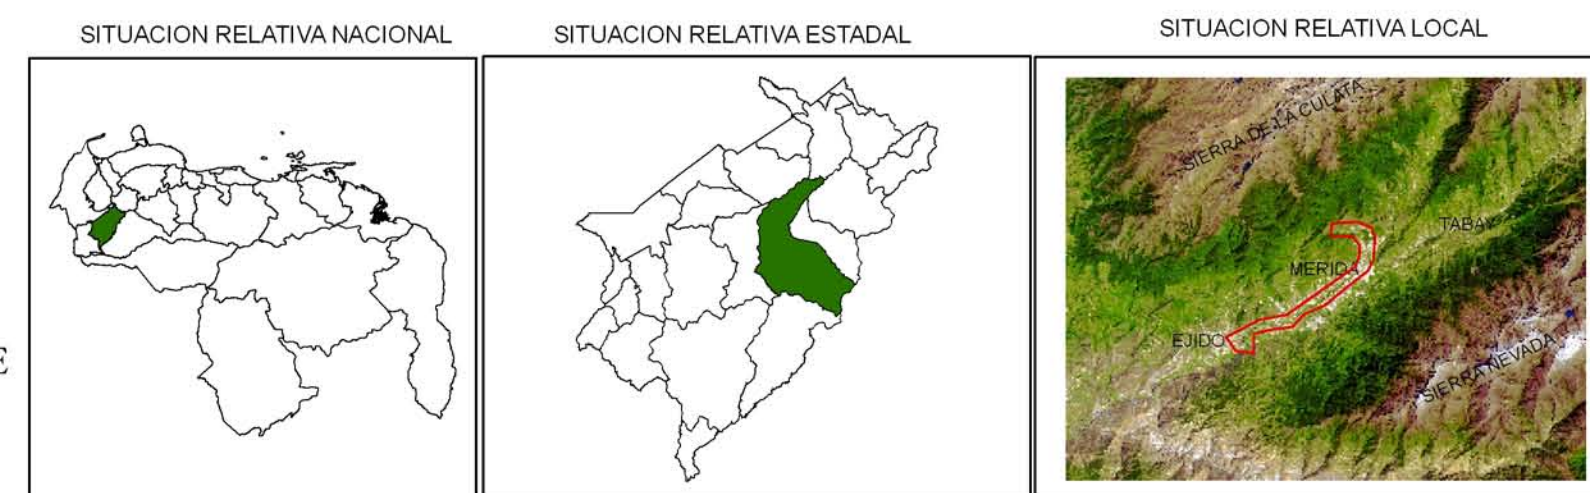 SITUACION RELATIVA NACIONAL
SITUACION RELATIVA ESTADAL
SITUACION RELATIVA LOCAL
SIERRA DE LA CULATA
TABAY
MERIDA
EJIDO
SIERRA NEVADA
E